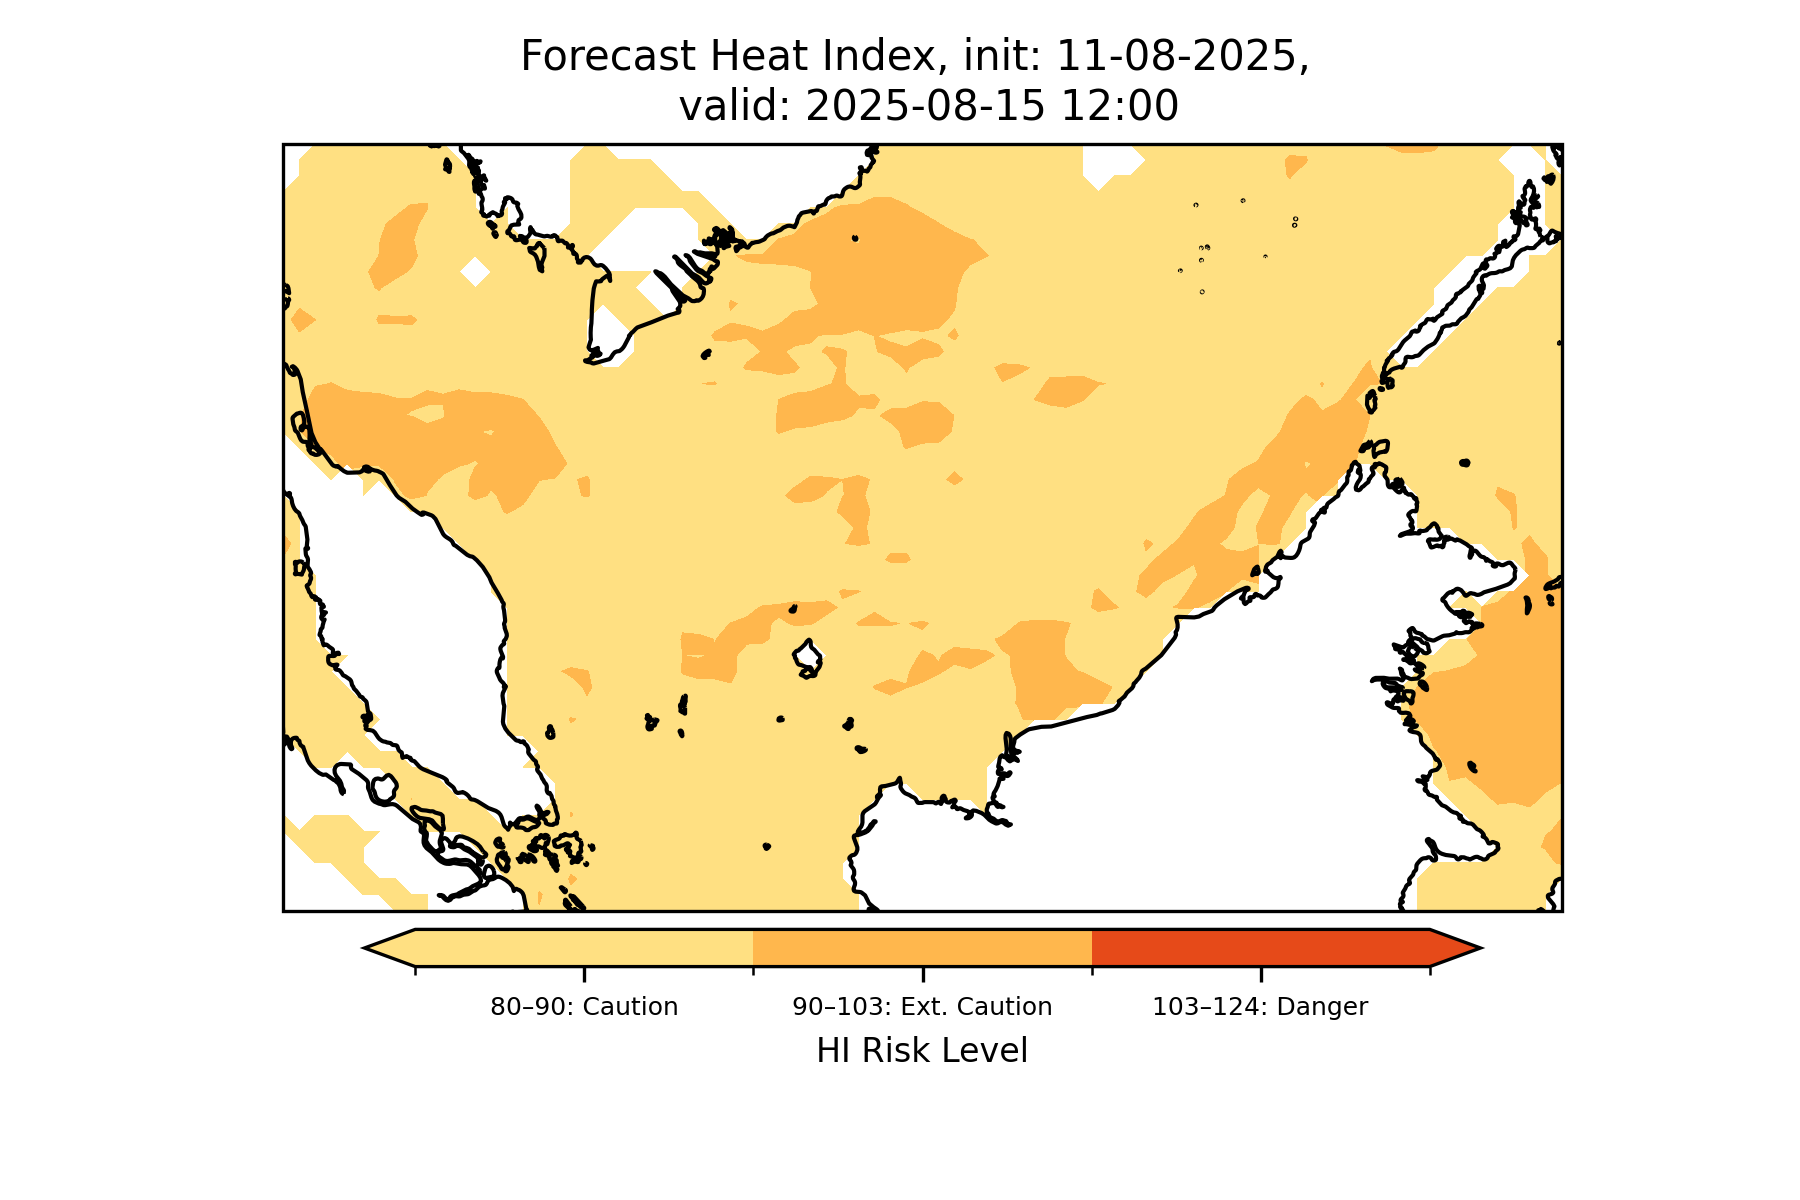 Forecast Heat Index, init: 11-08-2025,
valid: 2025-08-15 12:00
80–90: Caution
90–103: Ext. Caution
103–124: Danger
HI Risk Level